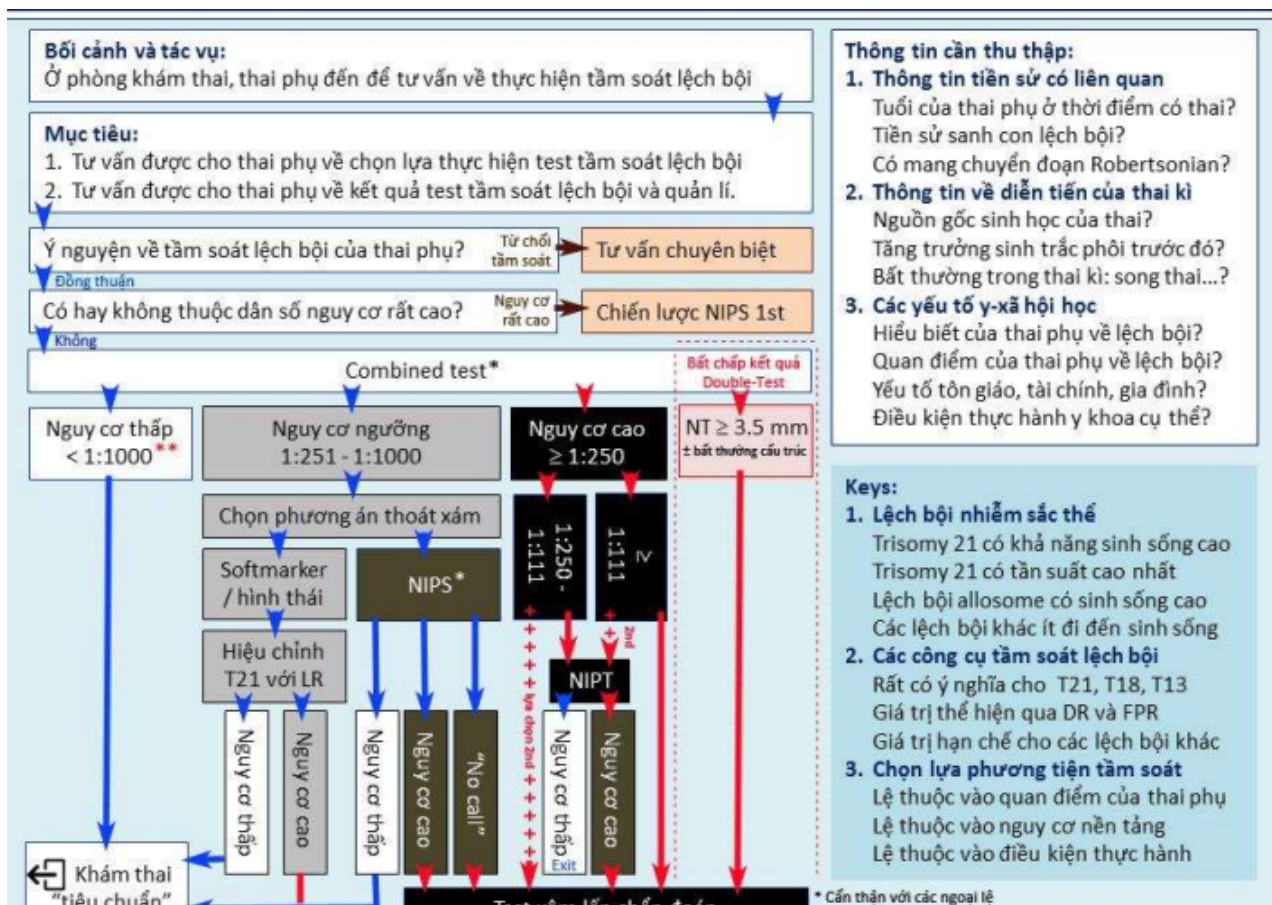 Bối cảnh và tác vụ:
Ở phòng khám thai, thai phụ đến để tư vấn về thực hiện tầm soát lệch bội
Mục tiêu:
1. Tư vấn được cho thai phụ về chọn lựa thực hiện test tầm soát lệch bội
2. Tư vấn được cho thai phụ về kết quả test tầm soát lệch bội và quản lí.
Ý nguyện về tầm soát lệch bội của thai phụ?
Từ chối
tầm soát
Tư vấn chuyên biệt
Đồng thuận
Có hay không thuộc dân số nguy cơ rất cao?
Nguy cơ
rất cao
Chiến lược NIPS 1st
Không
Combined test*
Bất chấp kết quả
Double-Test
Nguy cơ thấp
< 1:1000**
Nguy cơ ngưỡng
1:251 - 1:1000
Nguy cơ cao
≥ 1:250
NT ≥ 3.5 mm
± bất thường cấu trúc
Chọn phương án thoát xám
Softmarker
/ hình thái
NIPS*
1:250 -
1:111
≥
1:111
Hiệu chỉnh
T21 với LR
+ + + + lựa chọn 2nd + + + + + +
+ + 2nd
NIPT
Nguy cơ thấp
Nguy cơ cao
Nguy cơ thấp
Nguy cơ cao
"No call"
Nguy cơ thấp
Exit
Nguy cơ cao
Khám thai
"tiêu chuẩn"
Thông tin cần thu thập:
1. Thông tin tiền sử có liên quan
Tuổi của thai phụ ở thời điểm có thai?
Tiền sử sanh con lệch bội?
Có mang chuyển đoạn Robertsonian?
2. Thông tin về diễn tiến của thai kì
Nguồn gốc sinh học của thai?
Tăng trưởng sinh trắc phôi trước đó?
Bất thường trong thai kì: song thai...?
3. Các yếu tố y-xã hội học
Hiểu biết của thai phụ về lệch bội?
Quan điểm của thai phụ về lệch bội?
Yếu tố tôn giáo, tài chính, gia đình?
Điều kiện thực hành y khoa cụ thể?
Keys:
1. Lệch bội nhiễm sắc thể
Trisomy 21 có khả năng sinh sống cao
Trisomy 21 có tần suất cao nhất
Lệch bội allosome có sinh sống cao
Các lệch bội khác ít đi đến sinh sống
2. Các công cụ tầm soát lệch bội
Rất có ý nghĩa cho T21, T18, T13
Giá trị thể hiện qua DR và FPR
Giá trị hạn chế cho các lệch bội khác
3. Chọn lựa phương tiện tầm soát
Lệ thuộc vào quan điểm của thai phụ
Lệ thuộc vào nguy cơ nền tảng
Lệ thuộc vào điều kiện thực hành
* Cẩn thận với các ngoại lệ